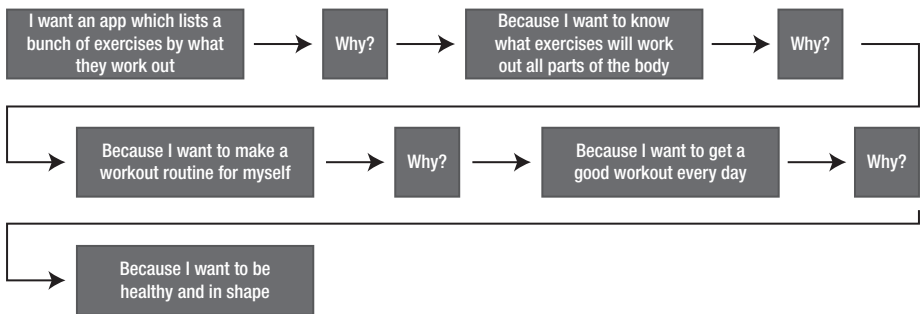 I want an app which lists a
bunch of exercises by what
they work out
Why?
Because I want to know
what exercises will work
out all parts of the body
Why?
Because I want to make a
workout routine for myself
Why?
Because I want to get a
good workout every day
Why?
Because I want to be
healthy and in shape